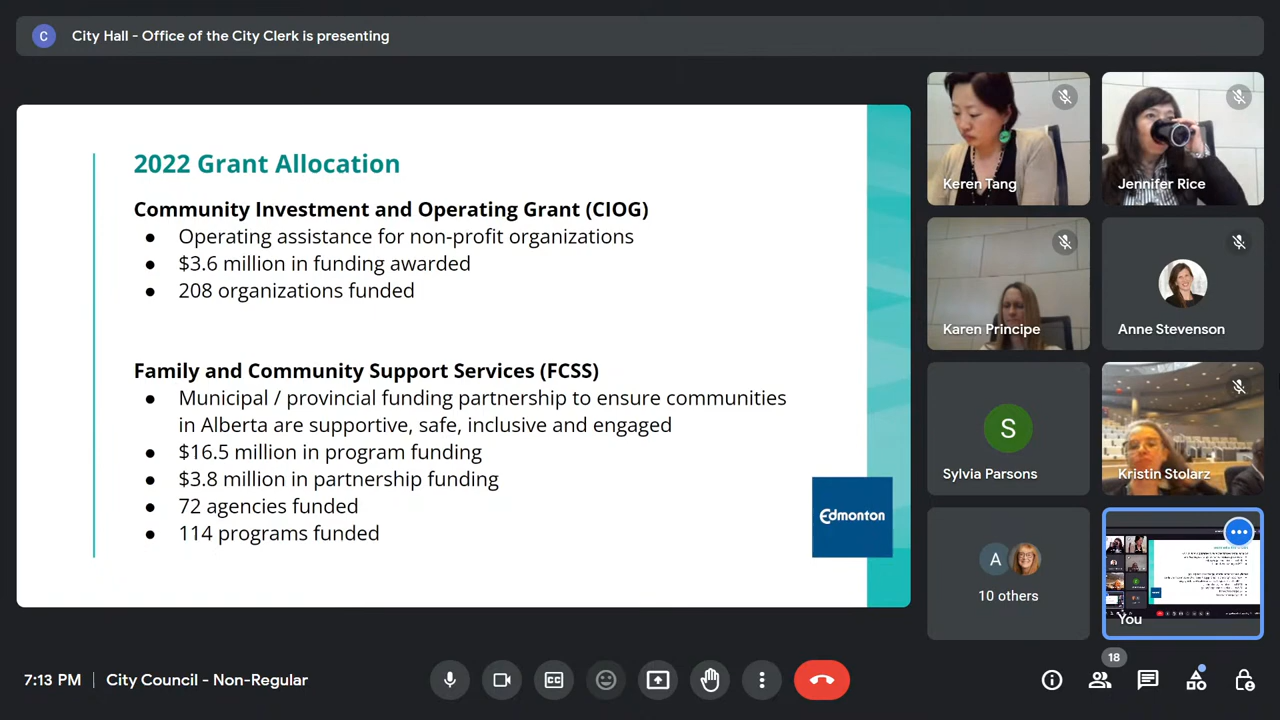 C
City Hall - Office of the City Clerk is presenting
2022 Grant Allocation
Community Investment and Operating Grant (CIOG)
● Operating assistance for non-profit organizations
● $3.6 million in funding awarded
● 208 organizations funded
Family and Community Support Services (FCSS)
● Municipal / provincial funding partnership to ensure communities
in Alberta are supportive, safe, inclusive and engaged
● $16.5 million in program funding
● $3.8 million in partnership funding
● 72 agencies funded
● 114 programs funded
Edmonton
Keren Tang
Jennifer Rice
Karen Principe
Anne Stevenson
S
Sylvia Parsons
Kristin Stolarz
A
10 others
You
7:13 PM | City Council - Non-Regular
CC
18